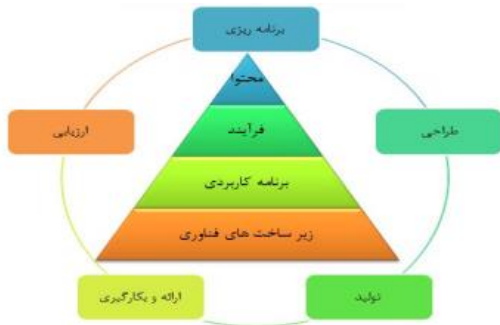 برنامه ریزی
محتوا
فرآیند
طراحی
ارزیابی
برنامه کاربردی
زیر ساخت های فناوری
تولید
ارائه و بکارگیری